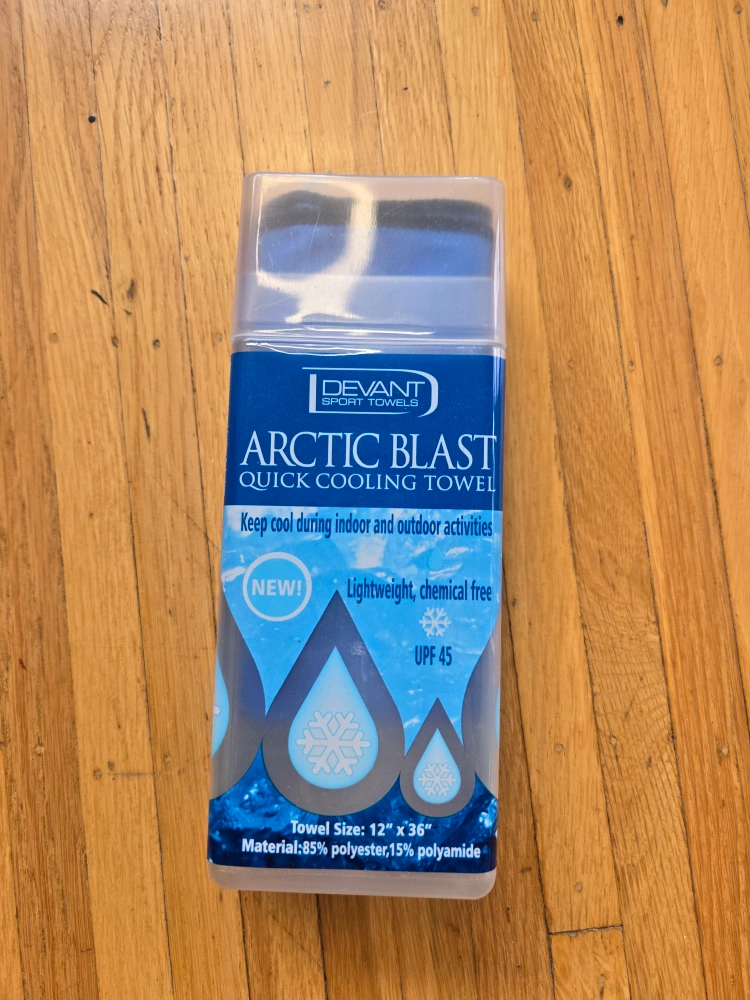 DEVANT
SPORT TOWELS
ARCTIC BLAST
QUICK COOLING TOWEL
Keep cool during indoor and outdoor activities
NEW!
Lightweight, chemical free
UPF 45
Towel Size: 12" x 36"
Material:85% polyester,15% polyamide